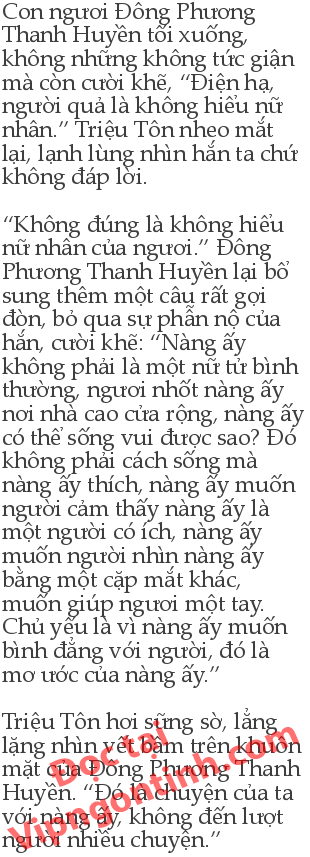 Con ngươi Đông Phương
Thanh Huyền tối xuống,
không những không tức giận
mà còn cười khẽ, “Điện hạ,
người quả là không hiểu nữ
nhân.” Triệu Tôn nheo mắt
lại, lạnh lùng nhìn hắn ta chứ
không đáp lời.
“Không đúng là không hiểu
nữ nhân của ngươi.” Đông
Phương Thanh Huyền lại bổ
sung thêm một câu rất gọi
đòn, bỏ qua sự phẫn nộ của
hắn, cười khẽ: “Nàng ấy
không phải là một nữ tử bình
thường, ngươi nhốt nàng ấy
nơi nhà cao cửa rộng, nàng ấy
có thể sống vui được sao? Đó
không phải cách sống mà
nàng ấy thích, nàng ấy muốn
người cảm thấy nàng ấy là
một người có ích, nàng ấy
muốn người nhìn nàng ấy
bằng một cặp mắt khác,
muốn giúp ngươi một tay.
Chủ yếu là vì nàng ấy muốn
bình đẳng với người, đó là
mơ ước của nàng ấy.”
Triệu Tôn hơi sững sờ, lẳng
lặng nhìn vết bầm trên khuôn
mặt của Đông Phương Thanh
Huyền. “Đó là chuyện của ta
với nàng ấy, không đến lượt
người nhiều chuyện.”
Đọc tại
Vipngontinh.com